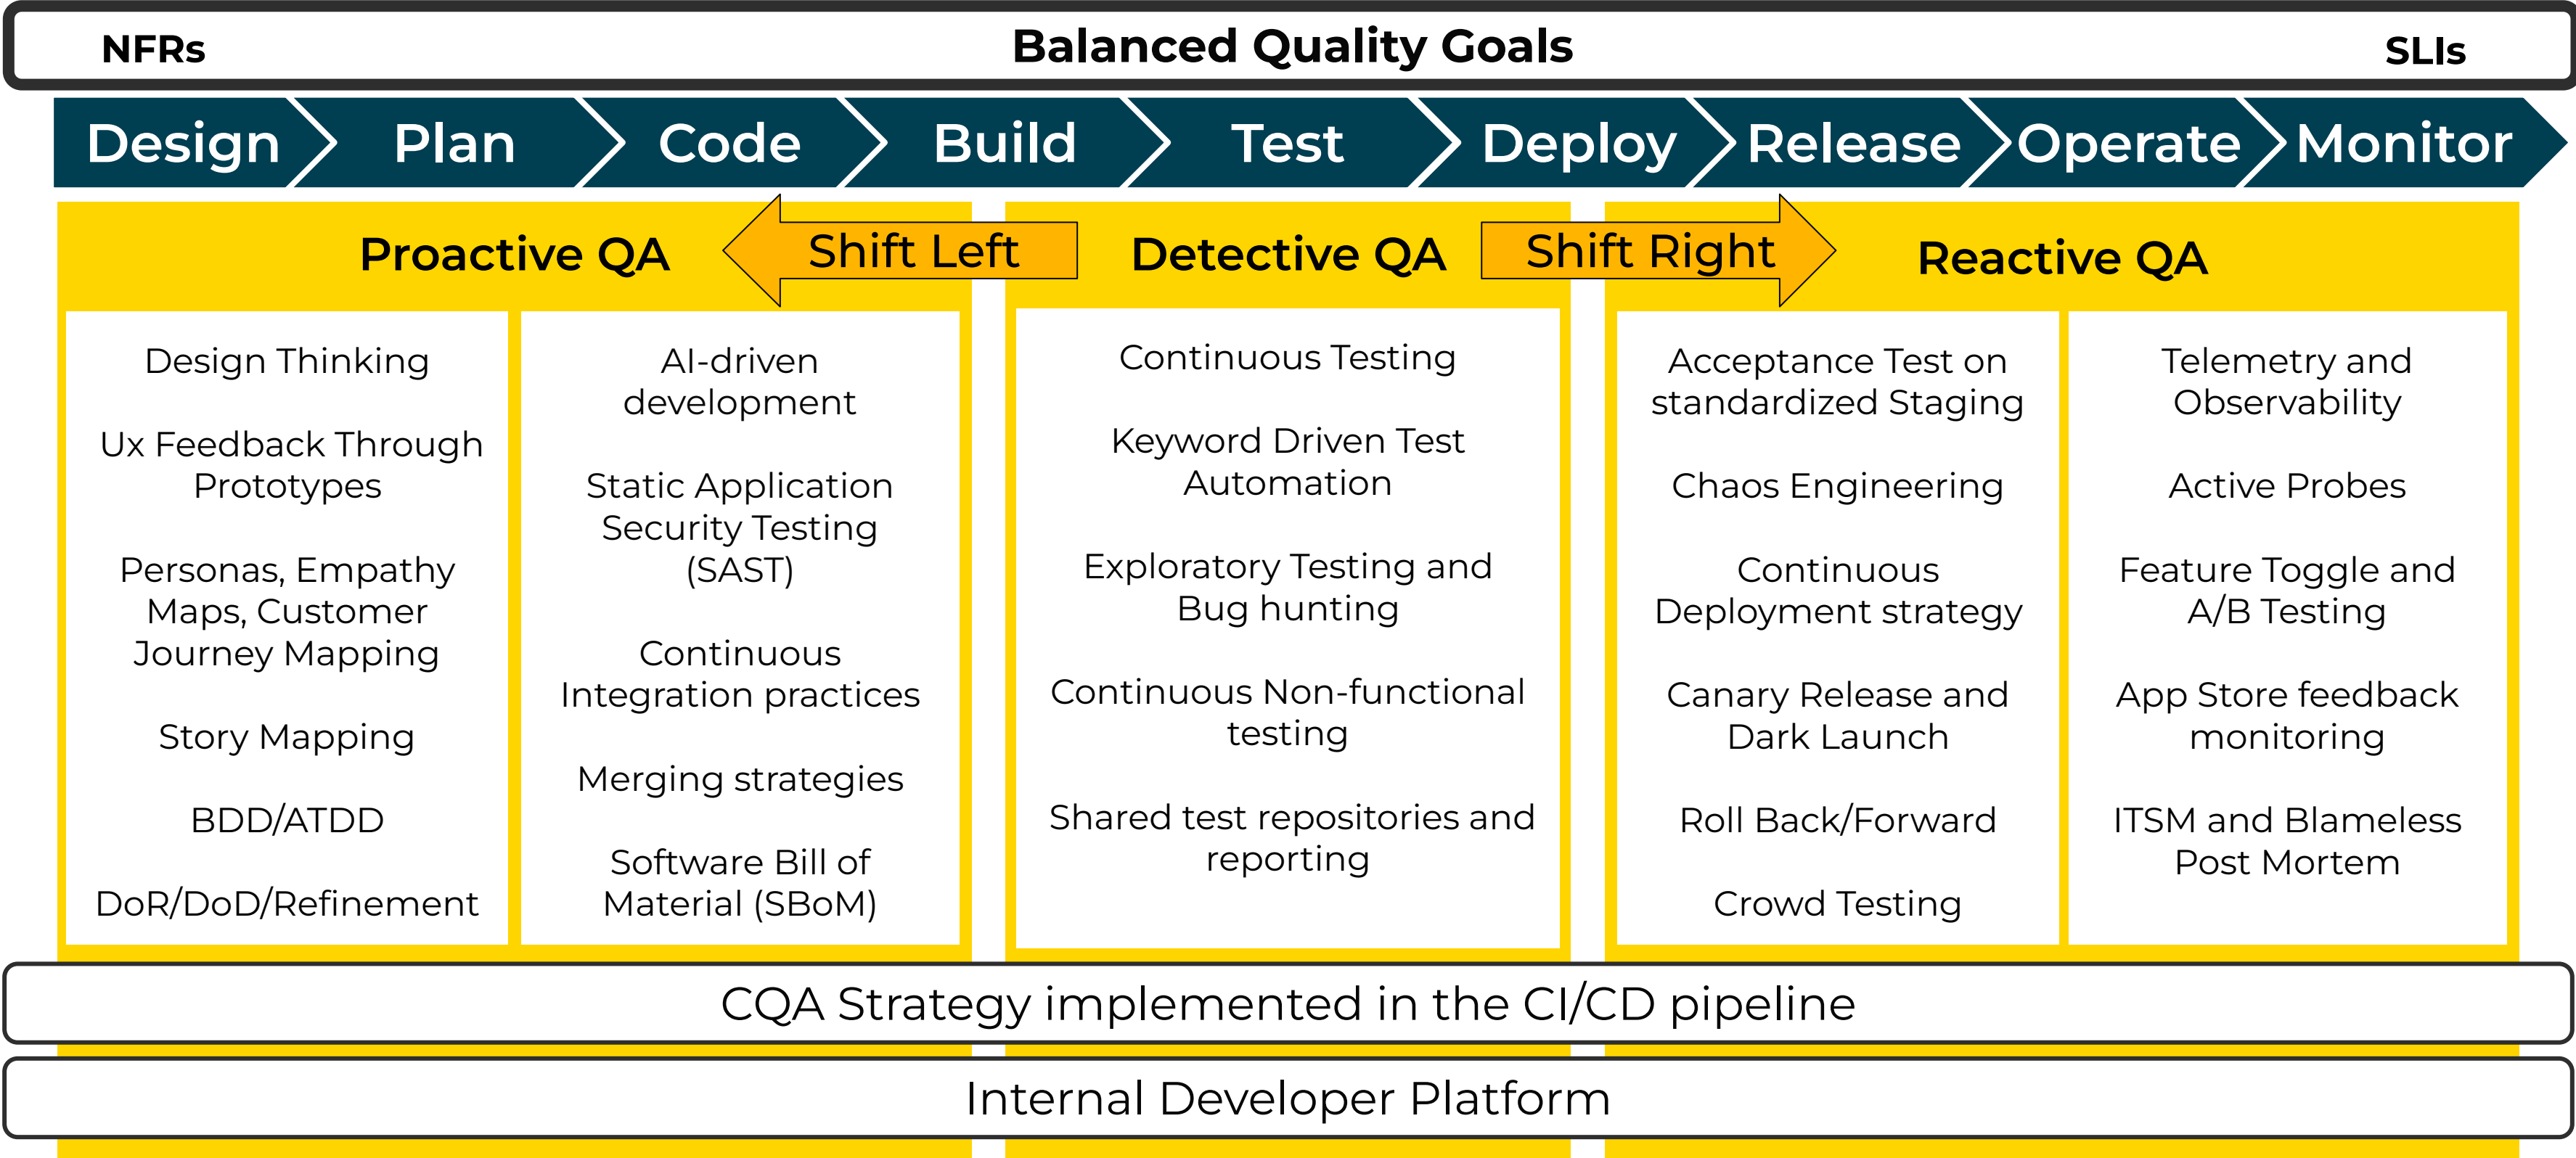 NFRs
Balanced Quality Goals
SLIs
Design
Plan
Code
Build
Test
Deploy
Release
Operate
Monitor
Proactive QA
Shift Left
Detective QA
Shift Right
Reactive QA
Design Thinking
Ux Feedback Through
Prototypes
Personas, Empathy
Maps, Customer
Journey Mapping
Story Mapping
BDD/ATDD
DoR/DoD/Refinement
AI-driven
development
Static Application
Security Testing
(SAST)
Continuous
Integration practices
Merging strategies
Software Bill of
Material (SBoM)
Continuous Testing
Keyword Driven Test
Automation
Exploratory Testing and
Bug hunting
Continuous Non-functional
testing
Shared test repositories and
reporting
Acceptance Test on
standardized Staging
Chaos Engineering
Continuous
Deployment strategy
Canary Release and
Dark Launch
Roll Back/Forward
Crowd Testing
Telemetry and
Observability
Active Probes
Feature Toggle and
A/B Testing
App Store feedback
monitoring
ITSM and Blameless
Post Mortem
CQA Strategy implemented in the CI/CD pipeline
Internal Developer Platform